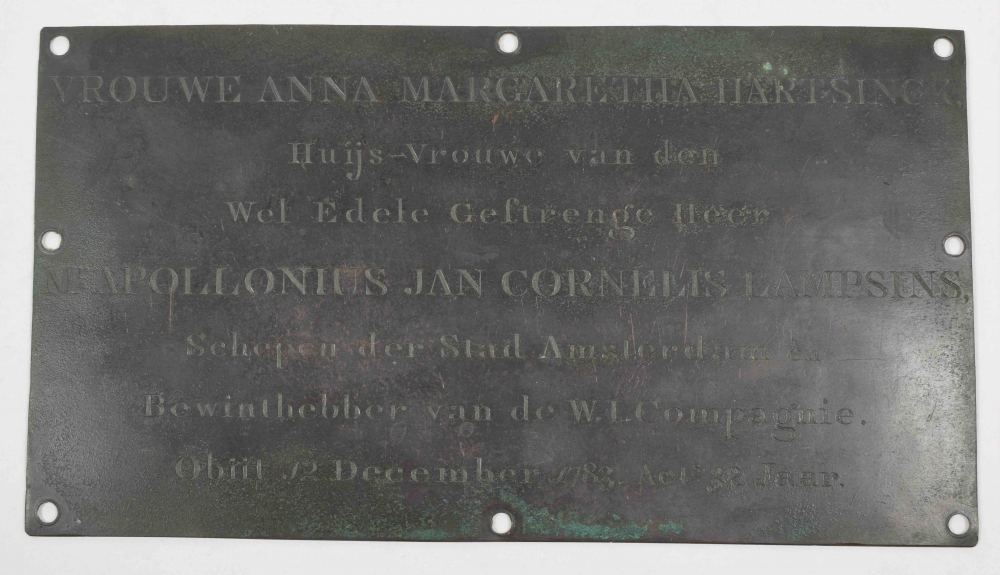 VROUWE ANNA MARGARETHA HARTSINCK,
Huijs-Vrouwe van den
Wel Edele Geſtrenge Heer
Mr APOLLONIUS JAN CORNELIS LAMPSINS,
Schepen der Stad Amsterdam en
Bewinthebber van de W.I. Compagnie.
Obiit 12 December 1783. Aet: 32 Jaar.